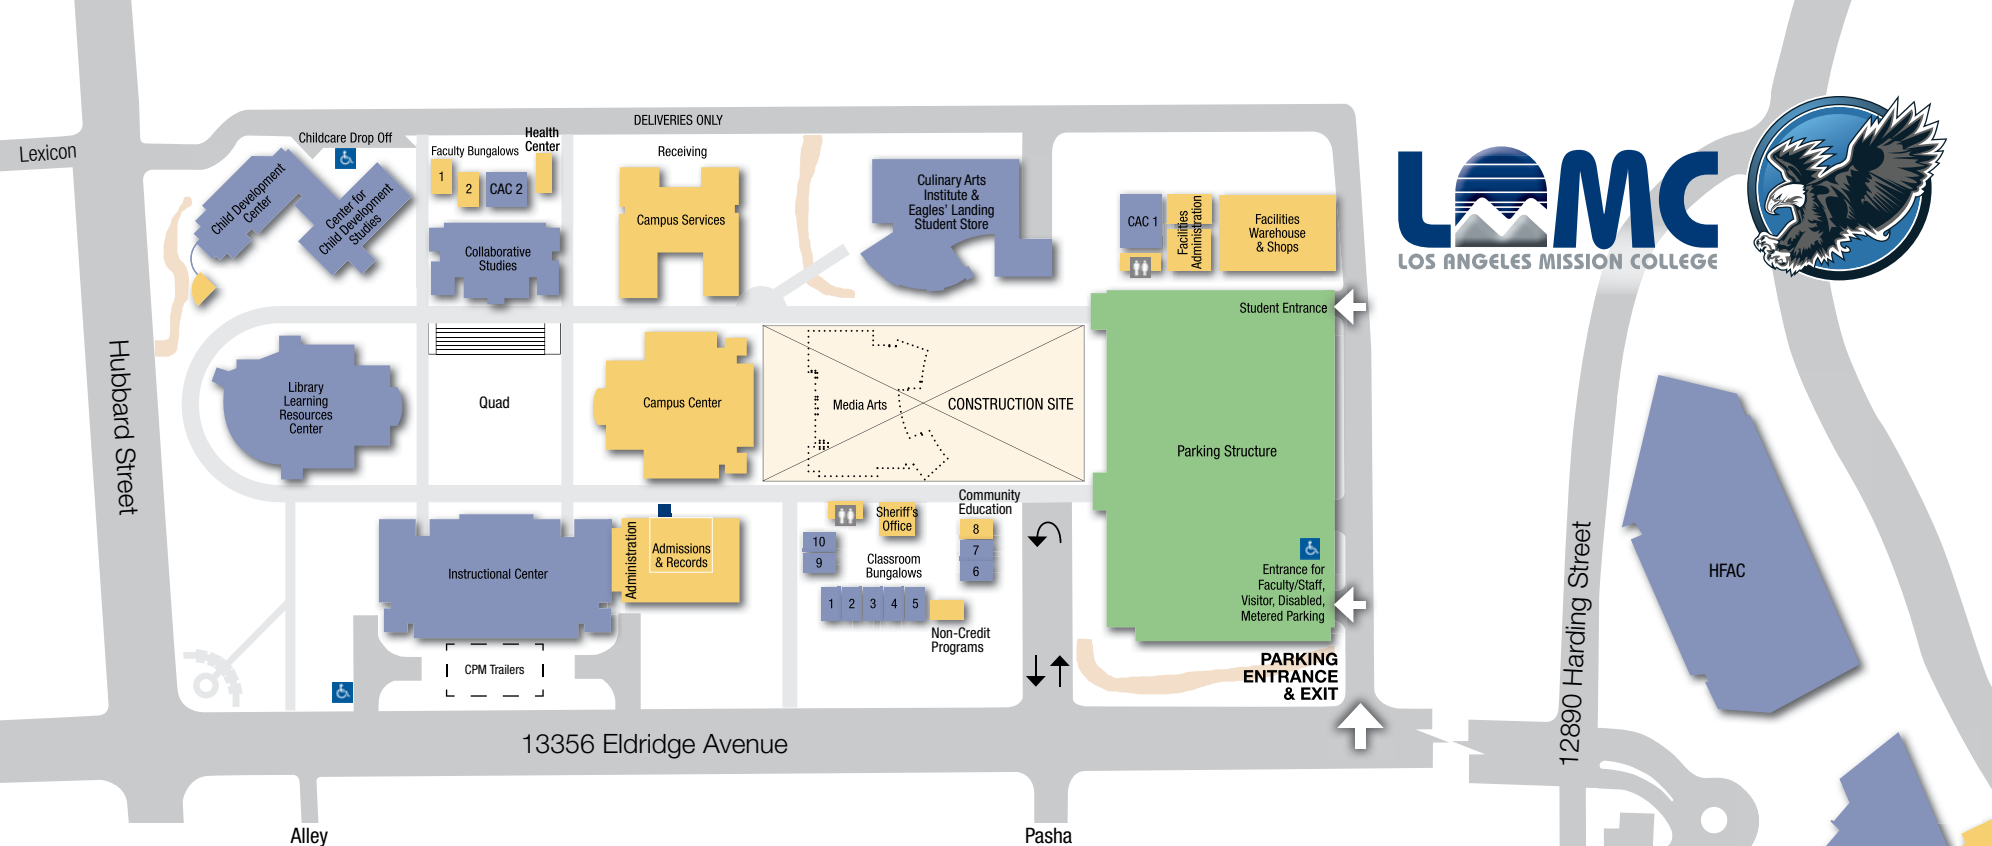 DELIVERIES ONLY
Lexicon
Childcare Drop Off
Faculty Bungalows
Health
Center
Receiving
1
2
CAC 2
Child Development
Center
Center for
Child Development
Studies
Collaborative
Studies
Campus Services
Culinary Arts
Institute &
Eagles' Landing
Student Store
CAC 1
Facilities
Administration
Facilities
Warehouse
& Shops
LOMC
LOS ANGELES MISSION COLLEGE
Student Entrance
Hubbard Street
Library
Learning
Resources
Center
Quad
Campus Center
Media Arts
CONSTRUCTION SITE
Parking Structure
Community
Education
Sheriff's
Office
8
7
6
10
9
Classroom
Bungalows
1
2
3
4
5
Non-Credit
Programs
Instructional Center
Administration
Admissions
& Records
Entrance for
Faculty/Staff,
Visitor, Disabled,
Metered Parking
PARKING
ENTRANCE
& EXIT
CPM Trailers
HFAC
12890 Harding Street
13356 Eldridge Avenue
Alley
Pasha